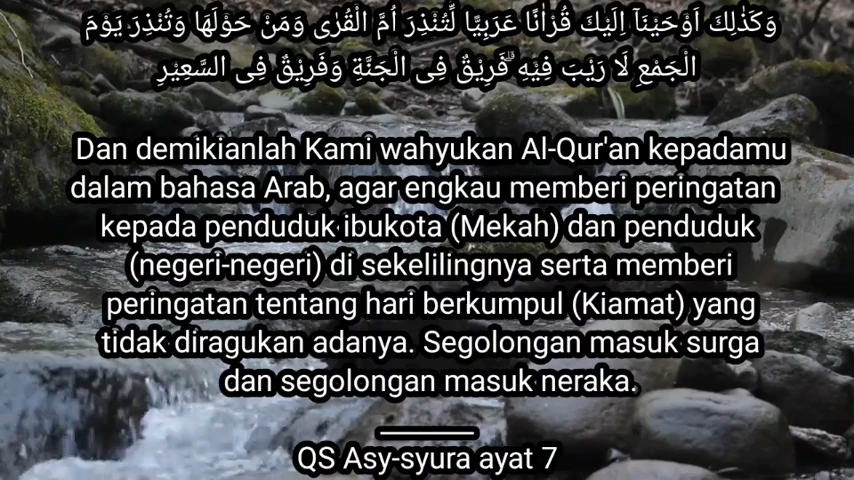 وَكَذٰلِكَ اَوْحَيْنَآ اِلَيْكَ قُرْاٰنًا عَرَبِيًّا لِّتُنْذِرَ اُمَّ الْقُرٰى وَمَنْ حَوْلَهَا وَتُنْذِرَ يَوْمَ
الْجَمْعِ لَا رَيْبَ فِيْهِ ۗفَرِيْقٌ فِى الْجَنَّةِ وَفَرِيْقٌ فِى السَّعِيْرِ
Dan demikianlah Kami wahyukan Al-Qur'an kepadamu
dalam bahasa Arab, agar engkau memberi peringatan
kepada penduduk ibukota (Mekah) dan penduduk
(negeri-negeri) di sekelilingnya serta memberi
peringatan tentang hari berkumpul (Kiamat) yang
tidak diragukan adanya. Segolongan masuk surga
dan segolongan masuk neraka.
QS Asy-syura ayat 7